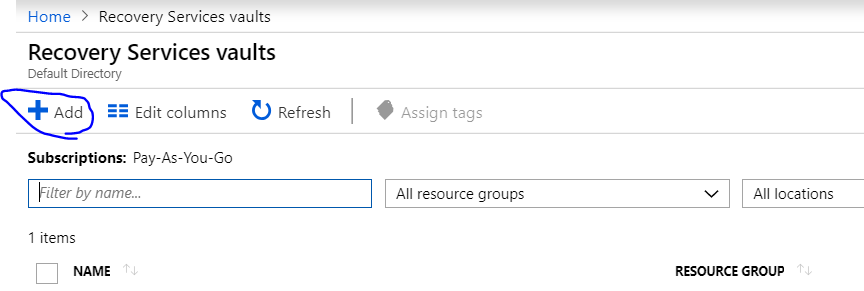 Home > Recovery Services vaults
Recovery Services vaults
Default Directory
Add Edit columns Refresh Assign tags
Subscriptions: Pay-As-You-Go
Filter by name... All resource groups All locations
1 items
NAME RESOURCE GROUP